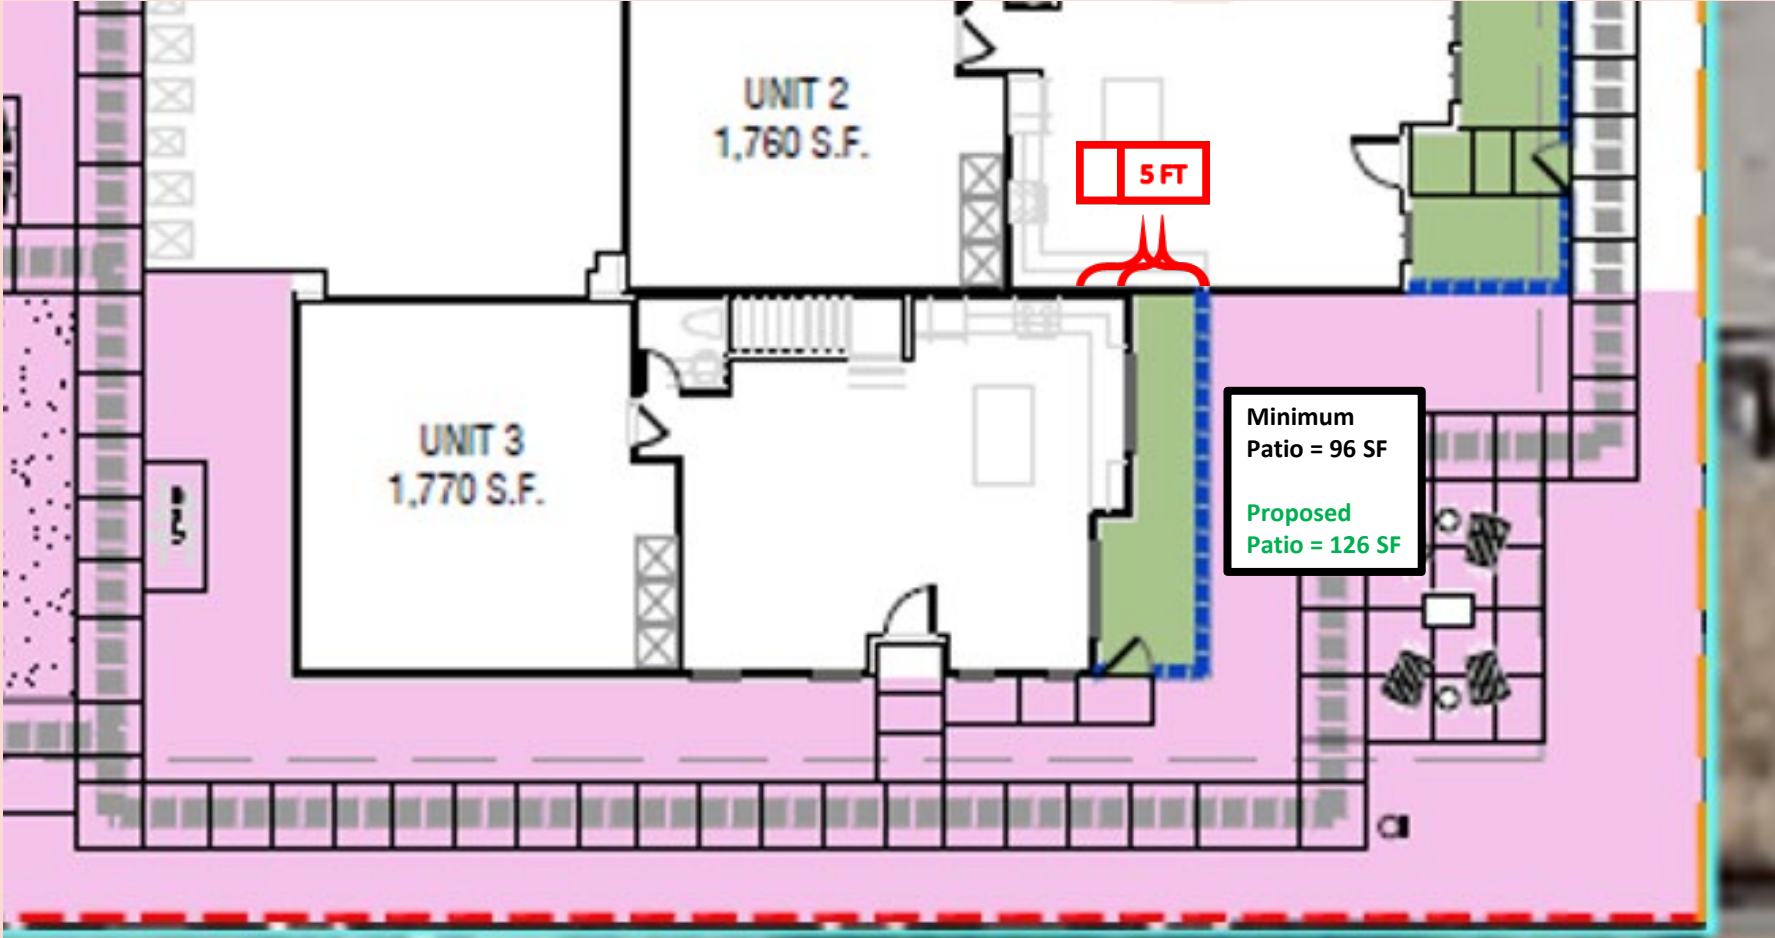 UNIT 2
1,760 S.F.
5 FT
UNIT 3
1,770 S.F.
Minimum
Patio = 96 SF
Proposed
Patio = 126 SF